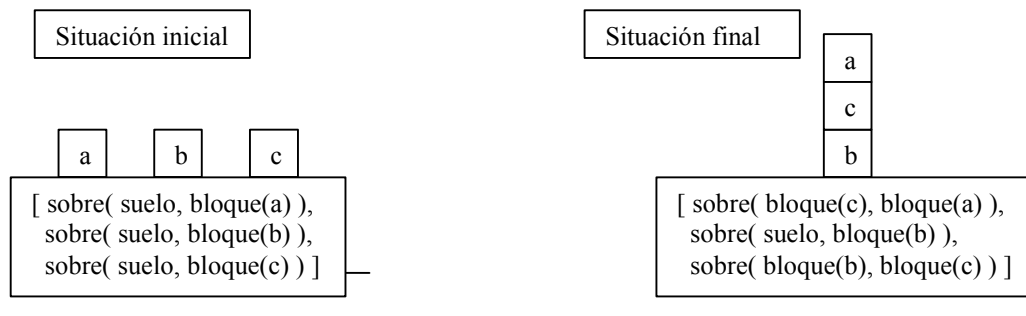 Situación inicial
a b c
[ sobre( suelo, bloque(a) ),
sobre( suelo, bloque(b) ),
sobre( suelo, bloque(c) ) ]
Situación final
a
c
b
[ sobre( bloque(c), bloque(a) ),
sobre( suelo, bloque(b) ),
sobre( bloque(b), bloque(c) ) ]